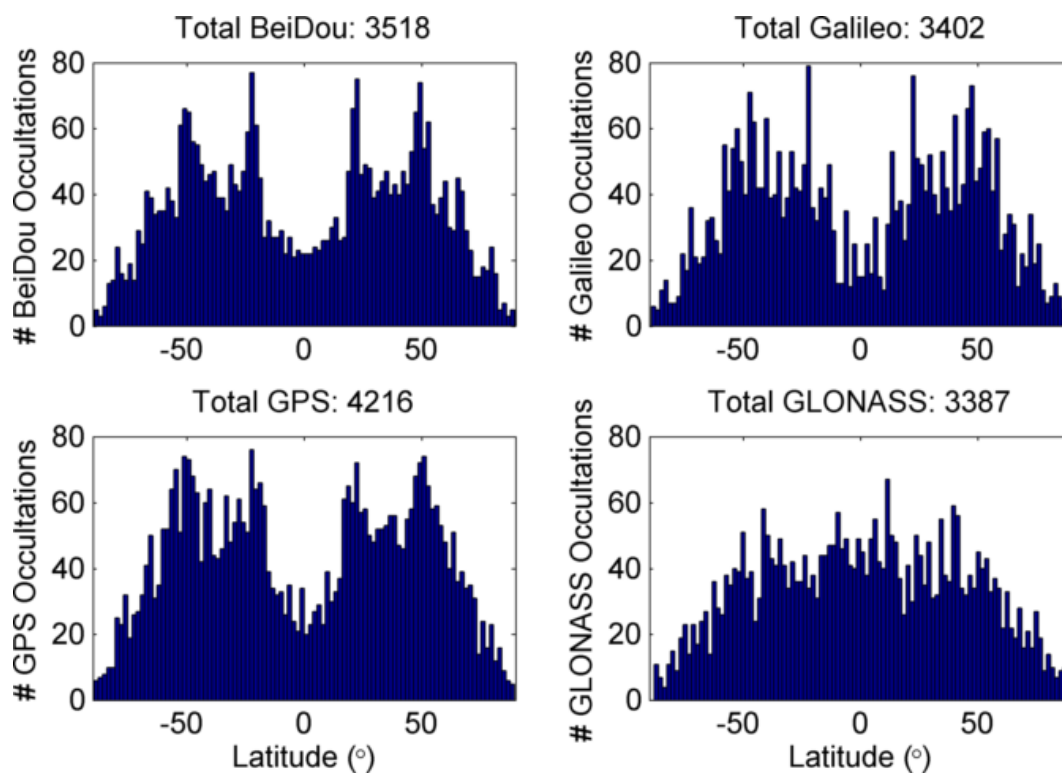 Total BeiDou: 3518
# BeiDou Occultations
80
60
40
20
0
-50 0 50
Total Galileo: 3402
# Galileo Occultations
80
60
40
20
0
-50 0 50
Total GPS: 4216
# GPS Occultations
80
60
40
20
0
-50 0 50
Latitude (°)
Total GLONASS: 3387
# GLONASS Occultations
80
60
40
20
0
-50 0 50
Latitude (°)